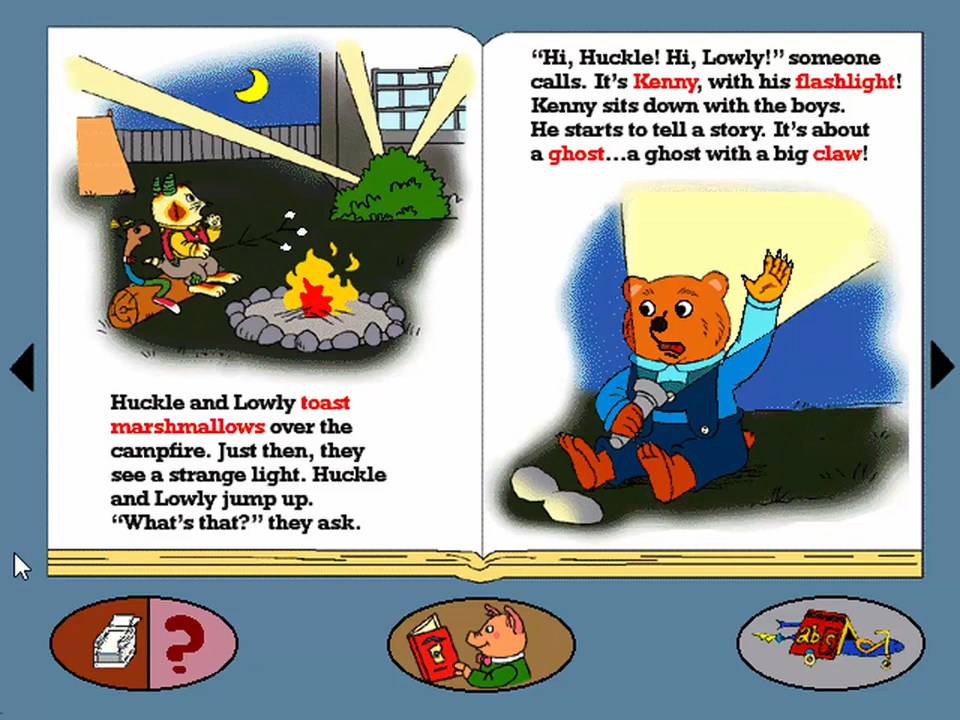 Huckle and Lowly toast
marshmallows over the
campfire. Just then, they
see a strange light. Huckle
and Lowly jump up.
“What’s that?” they ask.
“Hi, Huckle! Hi, Lowly!” someone
calls. It’s Kenny, with his flashlight!
Kenny sits down with the boys.
He starts to tell a story. It’s about
a ghost...a ghost with a big claw!
?